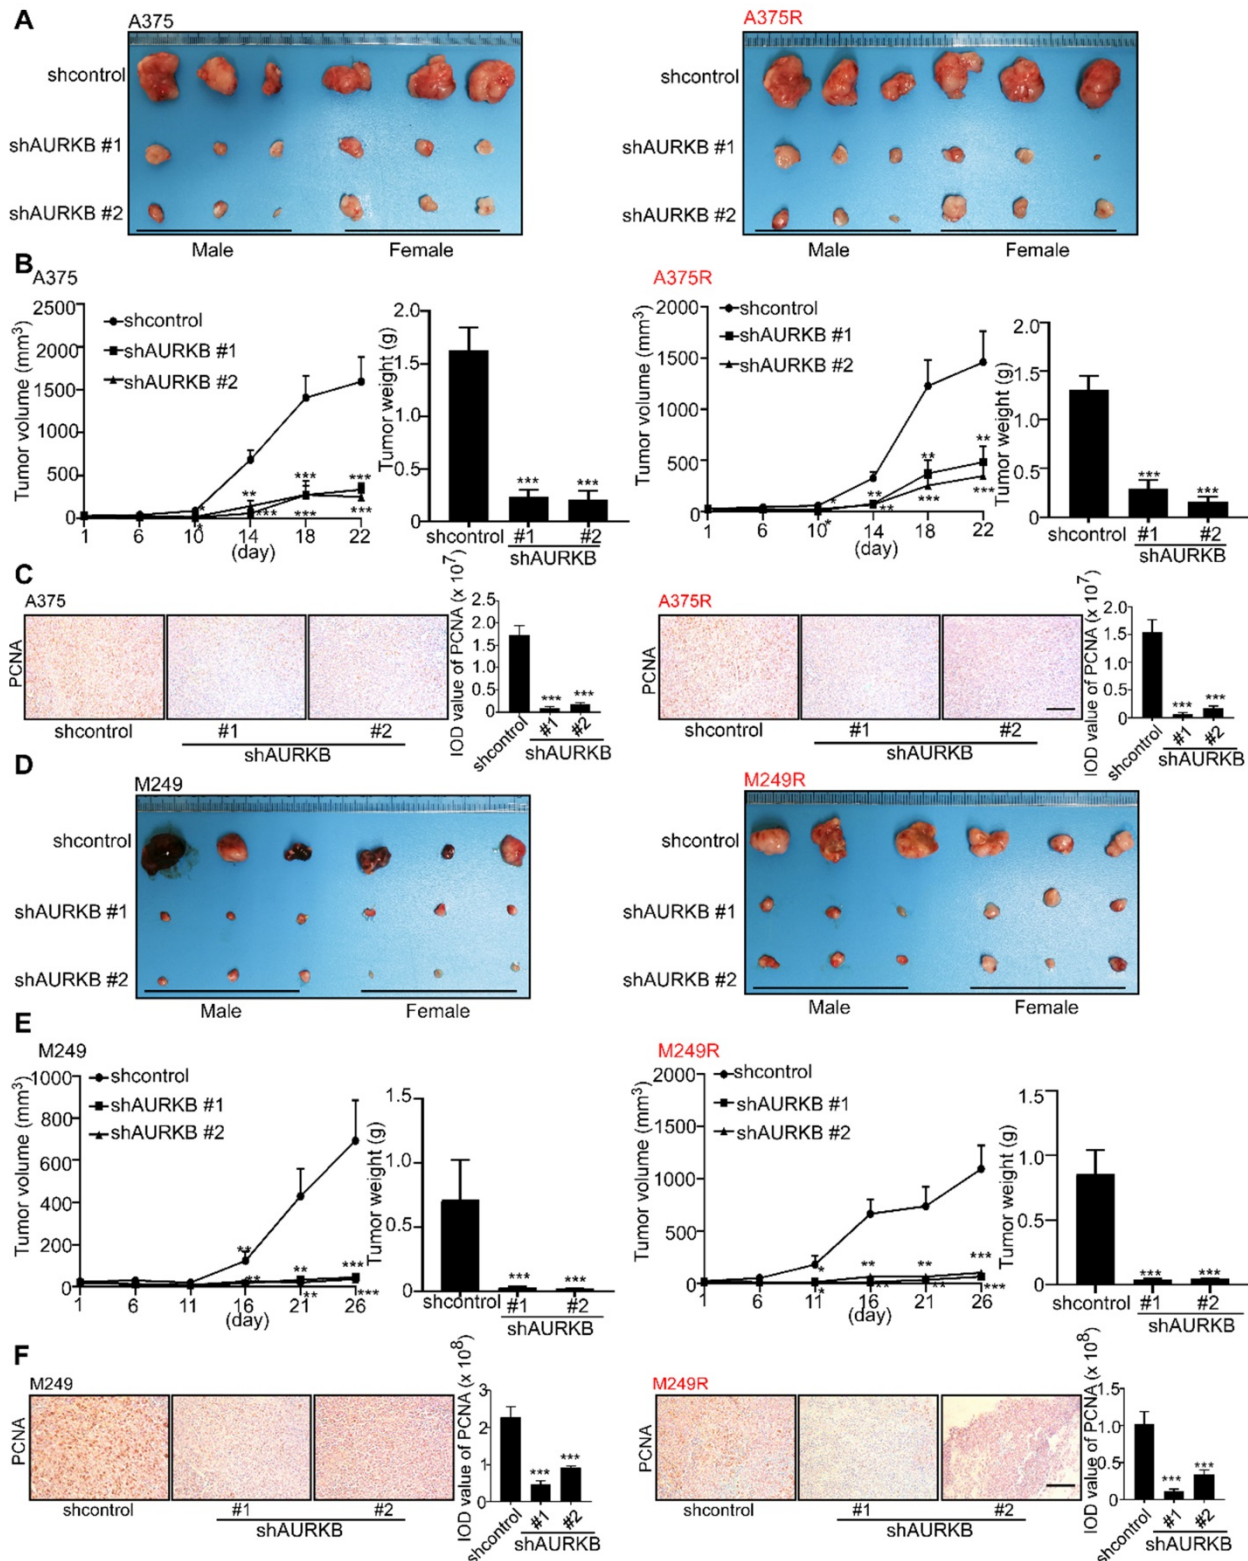 A
A375
A375R
shcontrol
shAURKB #1
shAURKB #2
shAURKB #1
shAURKB #2
Male
Female
Male
Female
B
A375
Tumor volume (mm3)
2500
2000
1500
1000
500
0
shcontrol
shAURKB #1
shAURKB #2
* * ** *** *** *** *** ***
1 6 10 14 18 22
(day)
Tumor weight (g)
2.0
1.5
1.0
0.5
0
*** ***
shcontrol #1 #2
shAURKB
A375R
Tumor volume (mm3)
2000
1500
1000
500
0
shcontrol
shAURKB #1
shAURKB #2
* * ** ** ** *** ** ***
1 6 10 14 18 22
(day)
Tumor weight (g)
2.0
1.5
1.0
0.5
0
*** ***
shcontrol #1 #2
shAURKB
C
A375
PCNA
shcontrol
#1 #2
shAURKB
IOD value of PCNA (x 107)
2.5
2.0
1.5
1.0
0.5
0
*** ***
shcontrol #1 #2
shAURKB
A375R
PCNA
shcontrol
#1 #2
shAURKB
IOD value of PCNA (x 107)
2.5
2.0
1.5
1.0
0.5
0
*** ***
shcontrol #1 #2
shAURKB
D
M249
M249R
shcontrol
shcontrol
shAURKB #1
shAURKB #1
shAURKB #2
shAURKB #2
Male
Female
Male
Female
E
M249
Tumor volume (mm3)
1000
800
600
400
200
0
shcontrol
shAURKB #1
shAURKB #2
** ** ** ** *** ***
1 6 11 16 21 26
(day)
Tumor weight (g)
1.5
1.0
0.5
0
*** ***
shcontrol #1 #2
shAURKB
M249R
Tumor volume (mm3)
2000
1500
1000
500
0
shcontrol
shAURKB #1
shAURKB #2
* * ** ** ** ** *** ***
1 6 11 16 21 26
(day)
Tumor weight (g)
1.5
1.0
0.5
0
*** ***
shcontrol #1 #2
shAURKB
F
M249
PCNA
shcontrol
#1 #2
shAURKB
IOD value of PCNA (x 108)
3
2
1
0
*** ***
shcontrol #1 #2
shAURKB
M249R
PCNA
shcontrol
#1 #2
shAURKB
IOD value of PCNA (x 108)
1.5
1.0
1.0
0
*** ***
shcontrol #1 #2
shAURKB